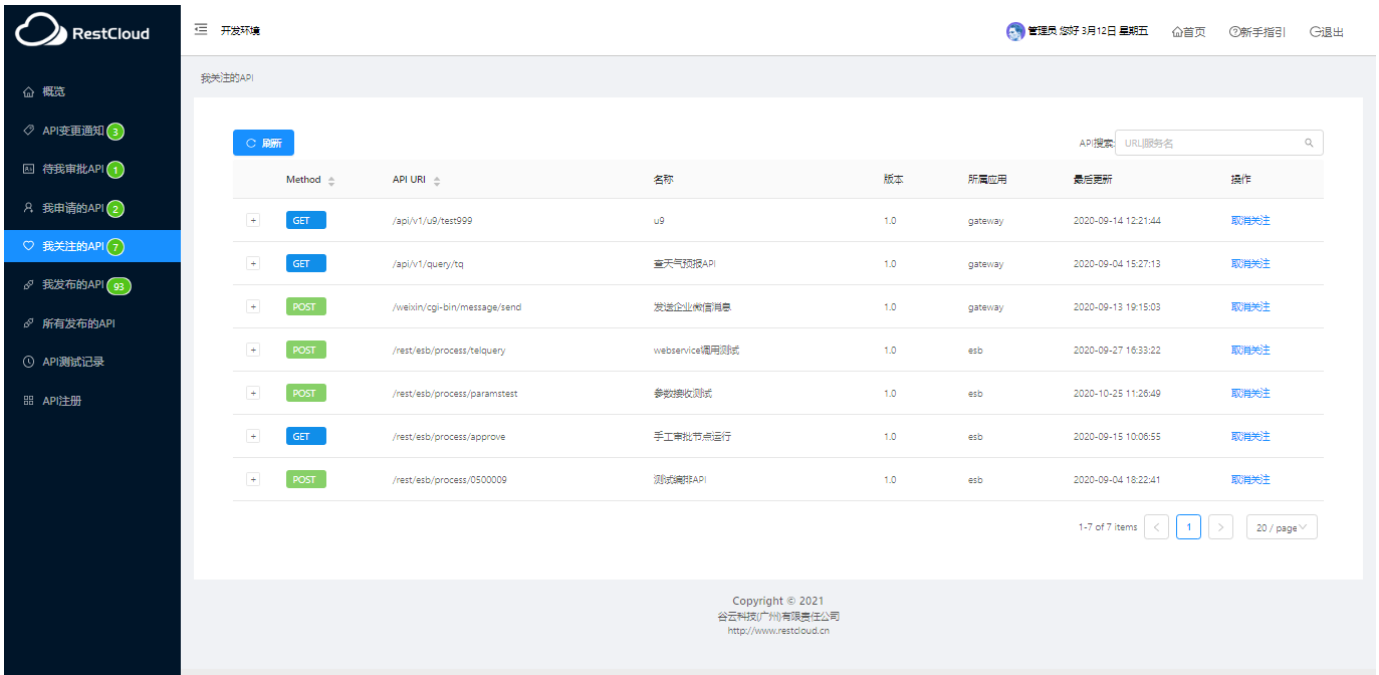 RestCloud
开发环境
管理员 您好 3月12日 星期五 首页 新手指引 退出
概览
API变更通知 3
待我审批API 1
我申请的API 2
我关注的API 7
我发布的API 93
所有发布的API
API测试记录
API注册
我关注的API
刷新
API搜索: URL|服务名
Method API URI 名称 版本 所属应用 最后更新 操作
GET /api/v1/u9/test999 u9 1.0 gateway 2020-09-14 12:21:44 取消关注
GET /api/v1/query/tq 查天气预报API 1.0 gateway 2020-09-04 15:27:13 取消关注
POST /weixin/cgi-bin/message/send 发送企业微信消息 1.0 gateway 2020-09-13 19:15:03 取消关注
POST /rest/esb/process/telquery webservice调用测试 1.0 esb 2020-09-27 16:33:22 取消关注
POST /rest/esb/process/paramstest 参数接收测试 1.0 esb 2020-10-25 11:26:49 取消关注
GET /rest/esb/process/approve 手工审批节点运行 1.0 esb 2020-09-15 10:06:55 取消关注
POST /rest/esb/process/0500009 测试编排API 1.0 esb 2020-09-04 18:22:41 取消关注
1-7 of 7 items < 1 > 20 / page
Copyright © 2021
谷云科技(广州)有限责任公司
http://www.restcloud.cn